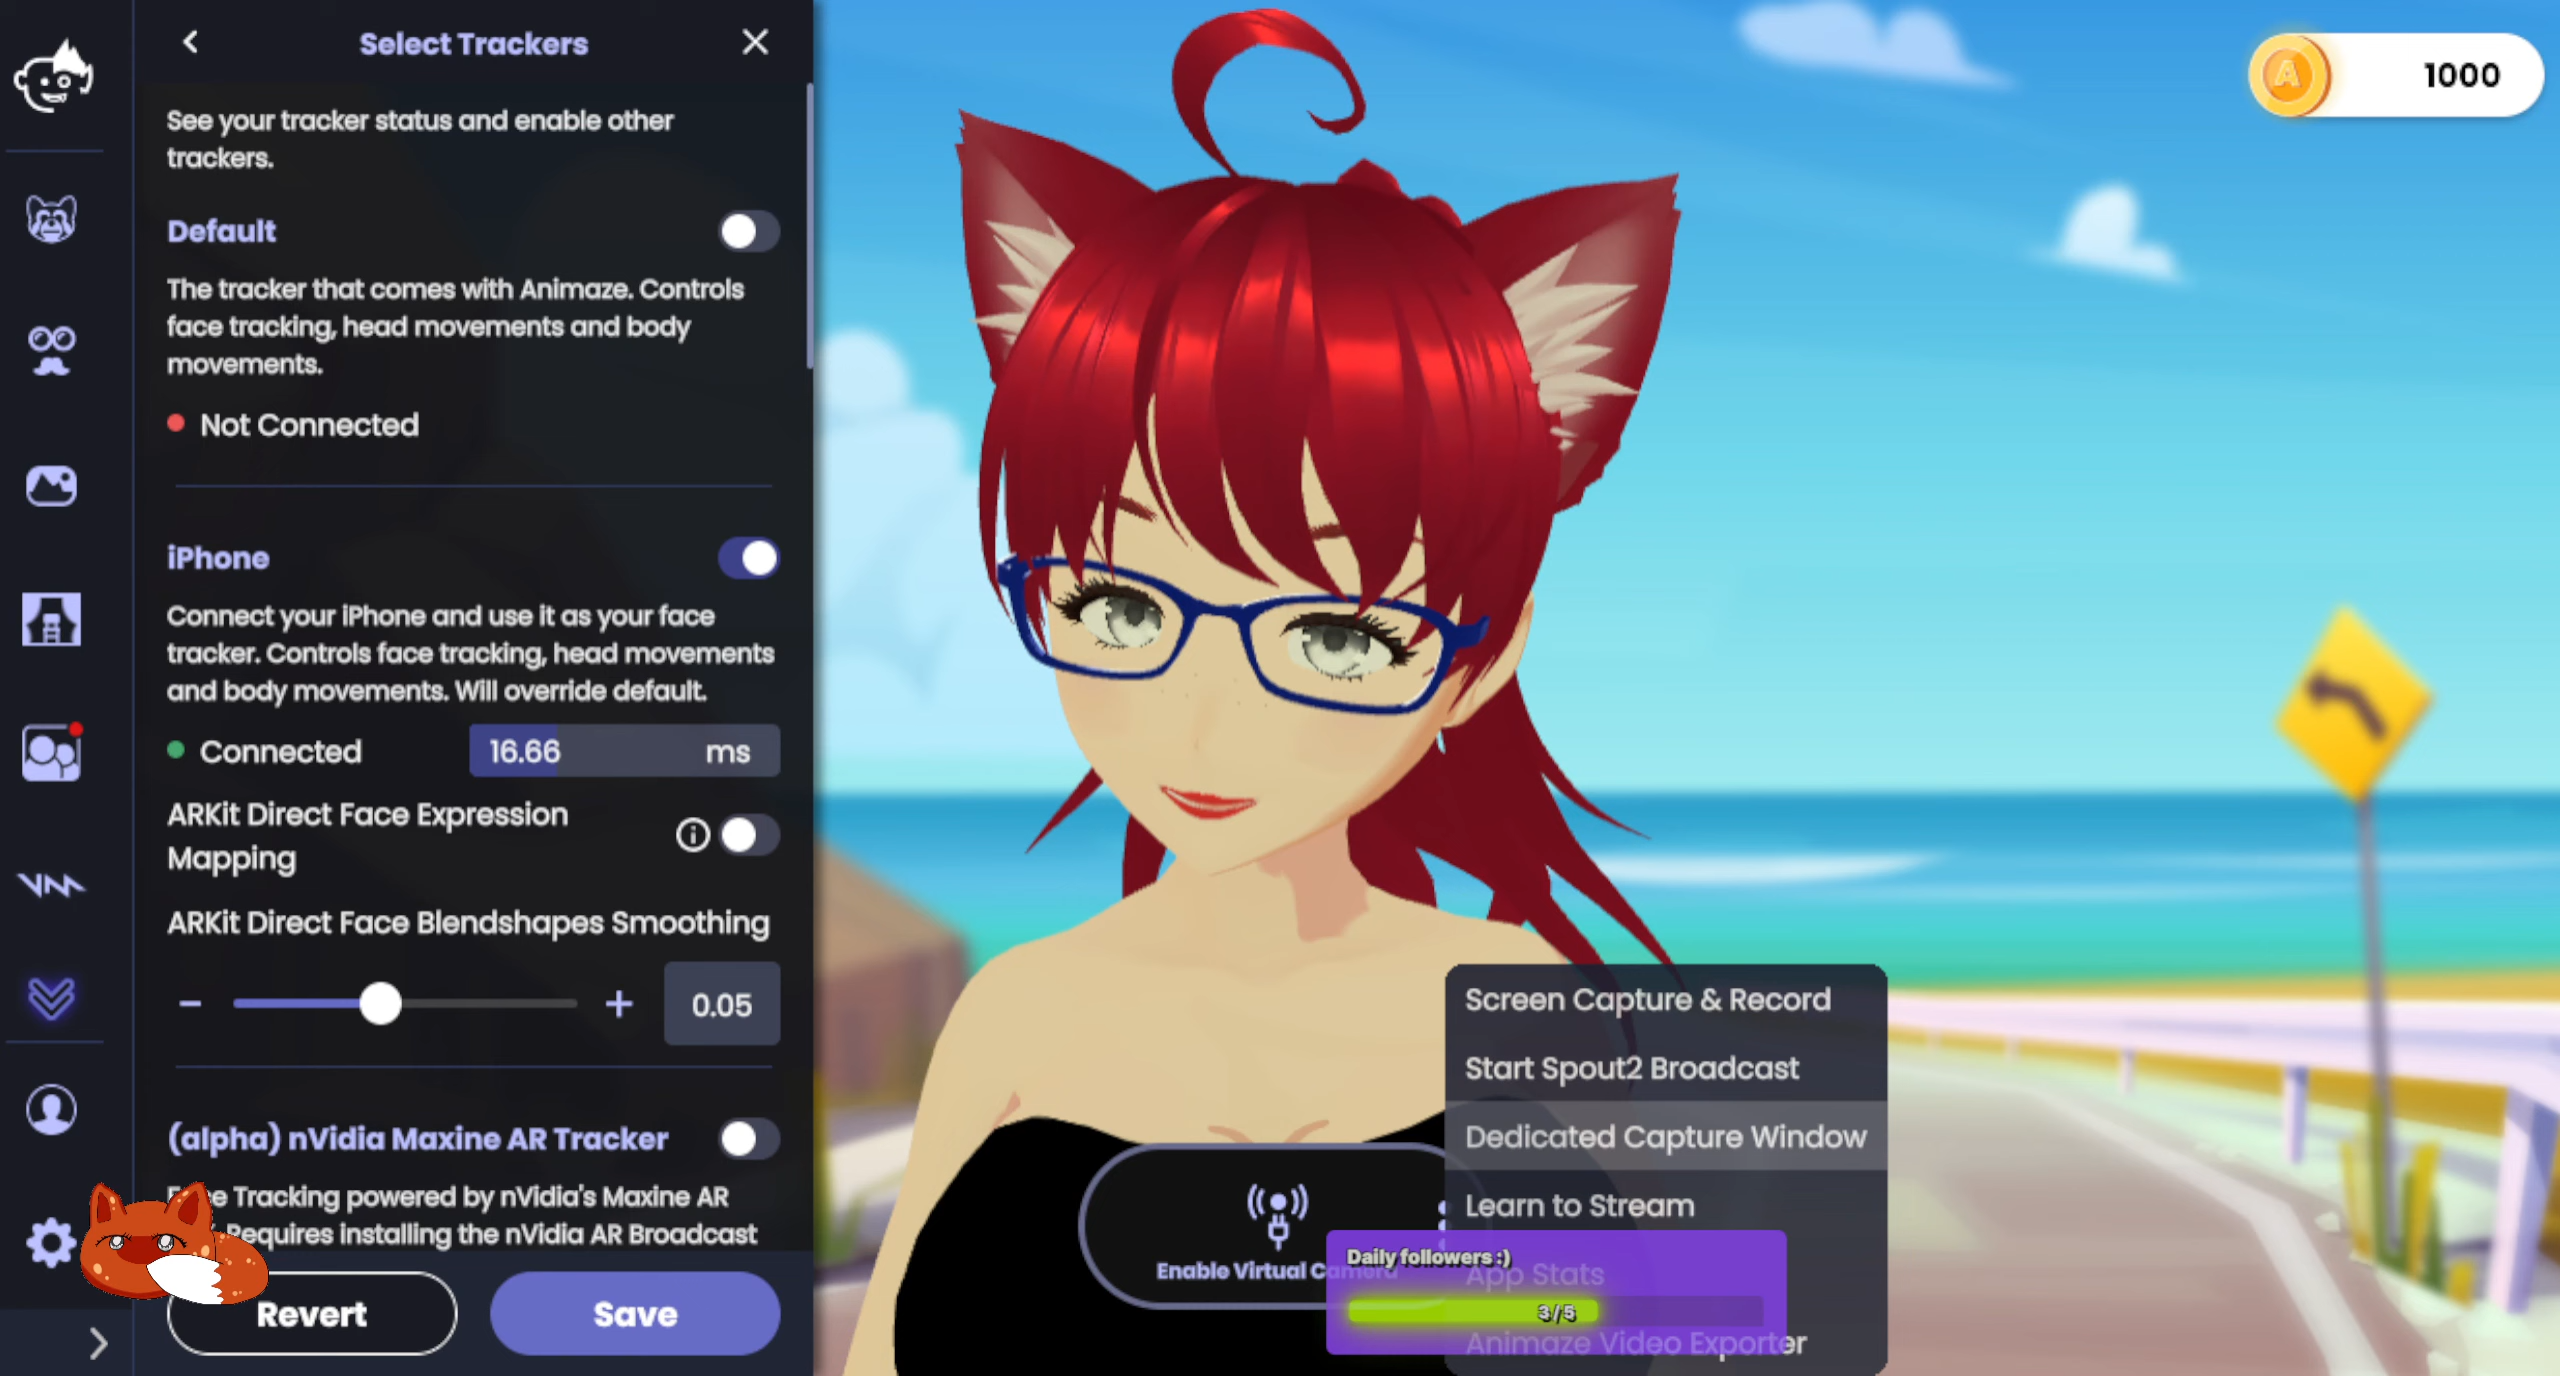 Select Trackers
See your tracker status and enable other
trackers.
Default
The tracker that comes with Animaze. Controls
face tracking, head movements and body
movements.
Not Connected
iPhone
Connect your iPhone and use it as your face
tracker. Controls face tracking, head movements
and body movements. Will override default.
Connected 16.66 ms
ARKit Direct Face Expression
Mapping
ARKit Direct Face Blendshapes Smoothing
0.05
(alpha) nVidia Maxine AR Tracker
Tracking powered by nVidia's Maxine AR
Requires installing the nVidia AR Broadcast
Revert Save
A 1000
Screen Capture & Record
Start Spout2 Broadcast
Dedicated Capture Window
Learn to Stream
App Stats
Animaze Video Exporter
Enable Virtual Camera
Daily followers :)
3/5